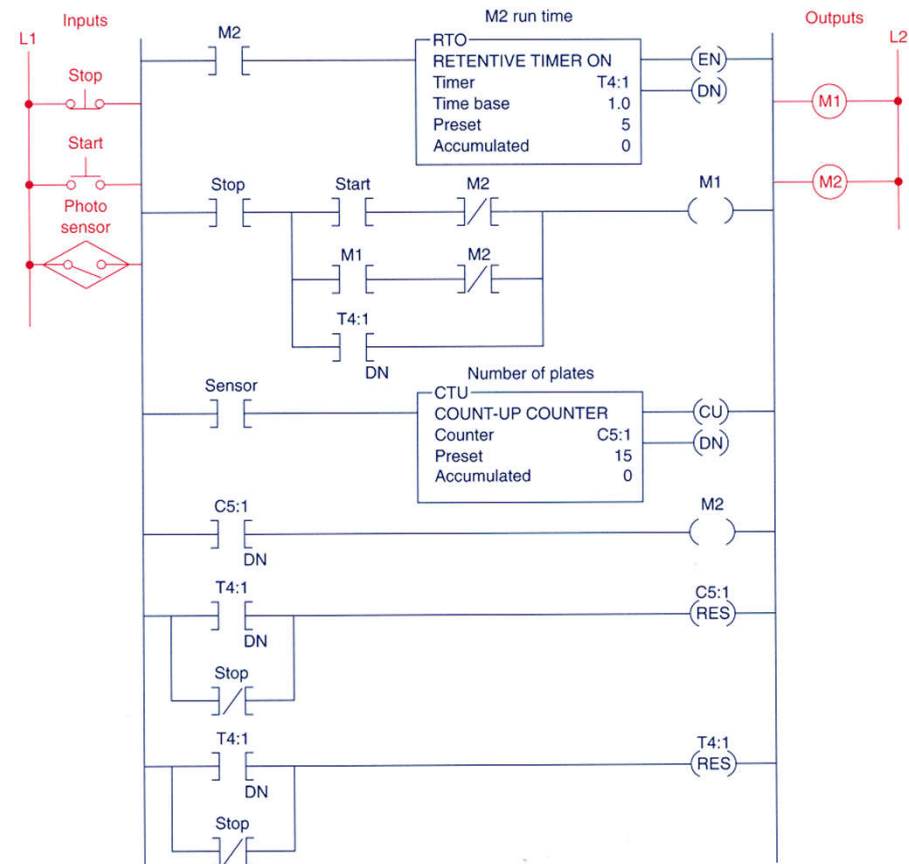 Inputs
L1
Stop
Start
Photo
sensor
M2 run time
M2
RTO
RETENTIVE TIMER ON
Timer T4:1
Time base 1.0
Preset 5
Accumulated 0
EN
DN
Outputs
L2
M1
M2
Stop Start M2 M1
M1 M2
T4:1
DN
Number of plates
Sensor
CTU
COUNT-UP COUNTER
Counter C5:1
Preset 15
Accumulated 0
CU
DN
C5:1 M2
DN
T4:1 C5:1
RES
DN
Stop
T4:1 T4:1
RES
DN
Stop